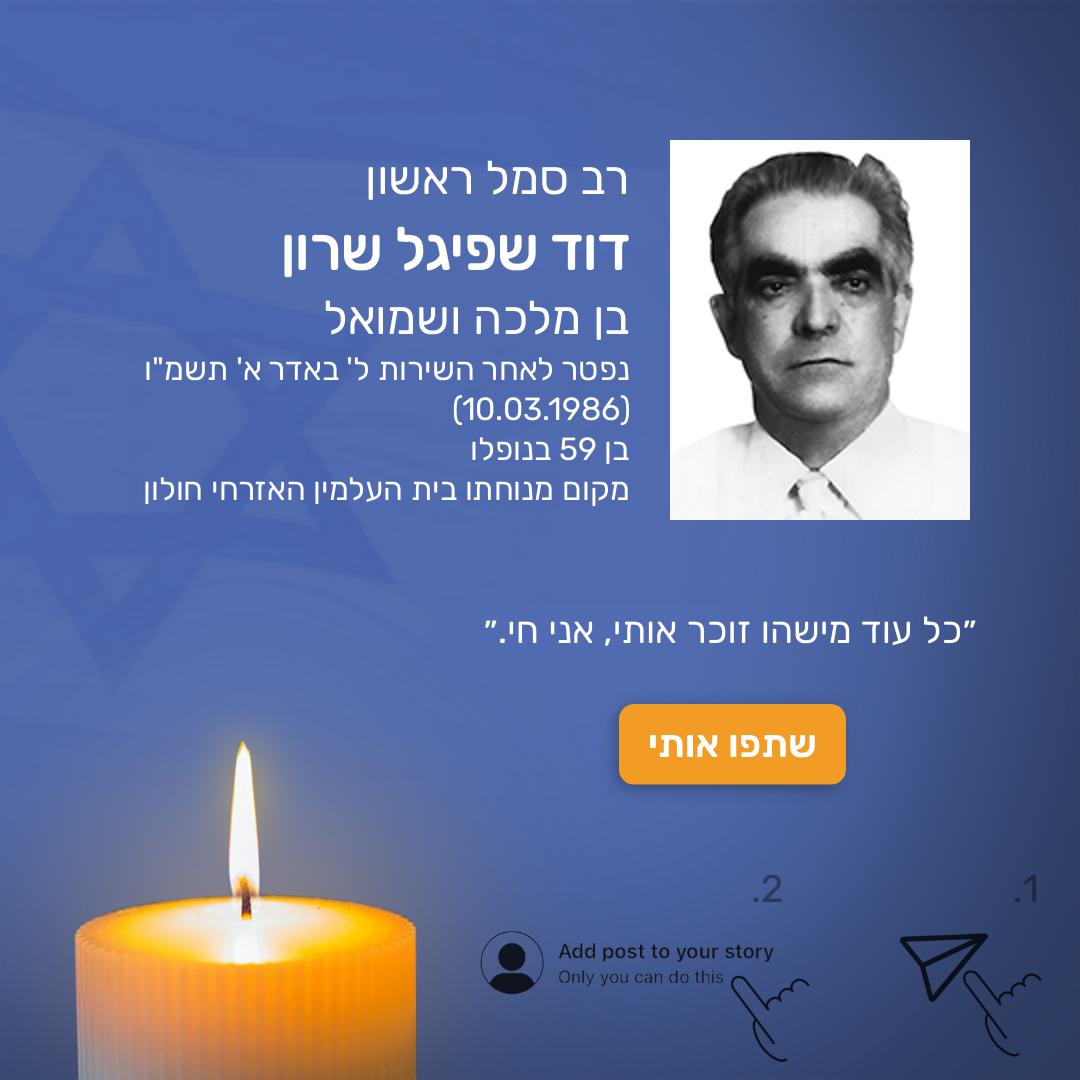 רב סמל ראשון
דוד שפיגל שרון
בן מלכה ושמואל
נפטר לאחר השירות ל' באדר א' תשמ"ו
(10.03.1986)
בן 59 בנופלו
מקום מנוחתו בית העלמין האזרחי חולון
״כל עוד מישהו זוכר אותי, אני חי.״
שתפו אותי
.1
.2
Add post to your story
Only you can do this